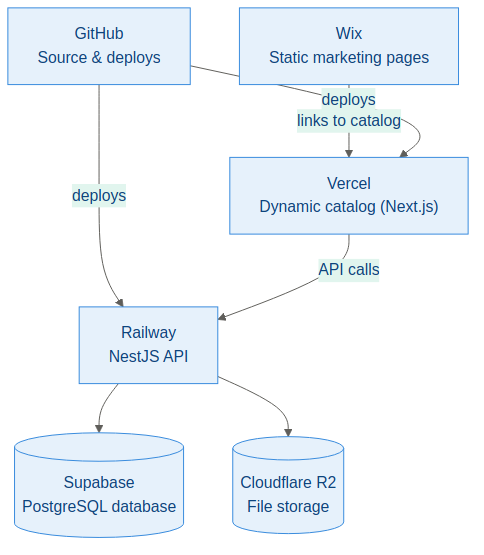 GitHub
Source & deploys
Wix
Static marketing pages
deploys
links to catalog
Vercel
Dynamic catalog (Next.js)
deploys
API calls
Railway
NestJS API
Supabase
PostgreSQL database
Cloudflare R2
File storage